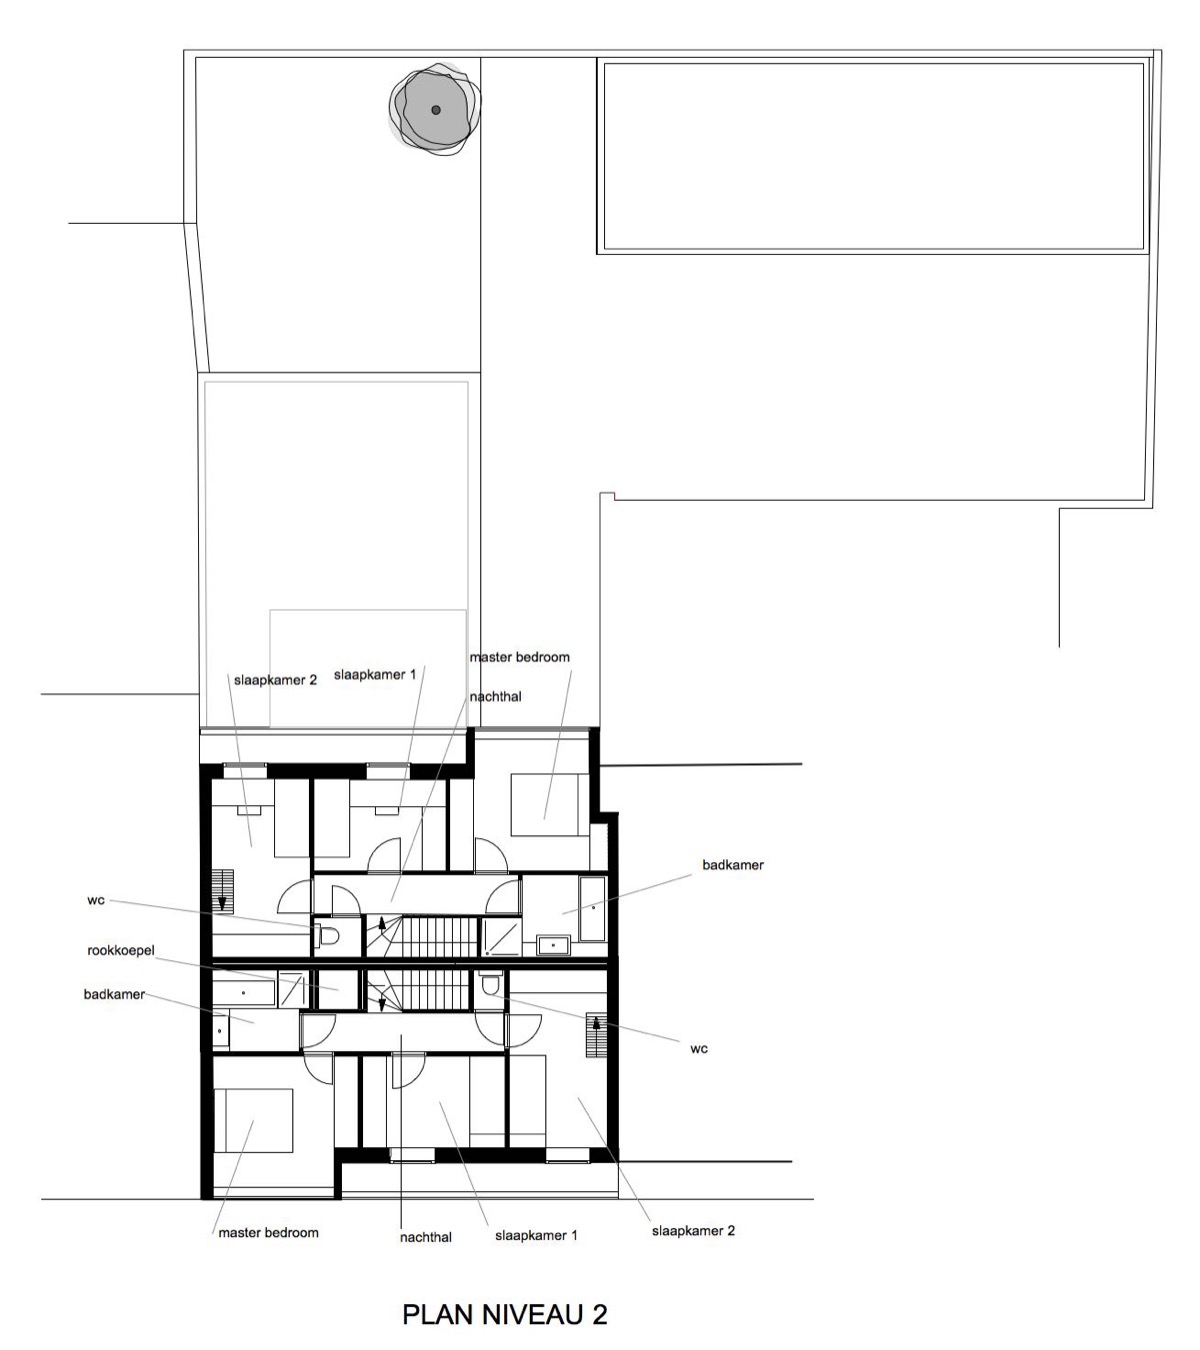 master bedroom
slaapkamer 1
slaapkamer 2
nachthal
badkamer
wc
rookkoepel
badkamer
wc
master bedroom
nachthal
slaapkamer 1
slaapkamer 2
PLAN NIVEAU 2